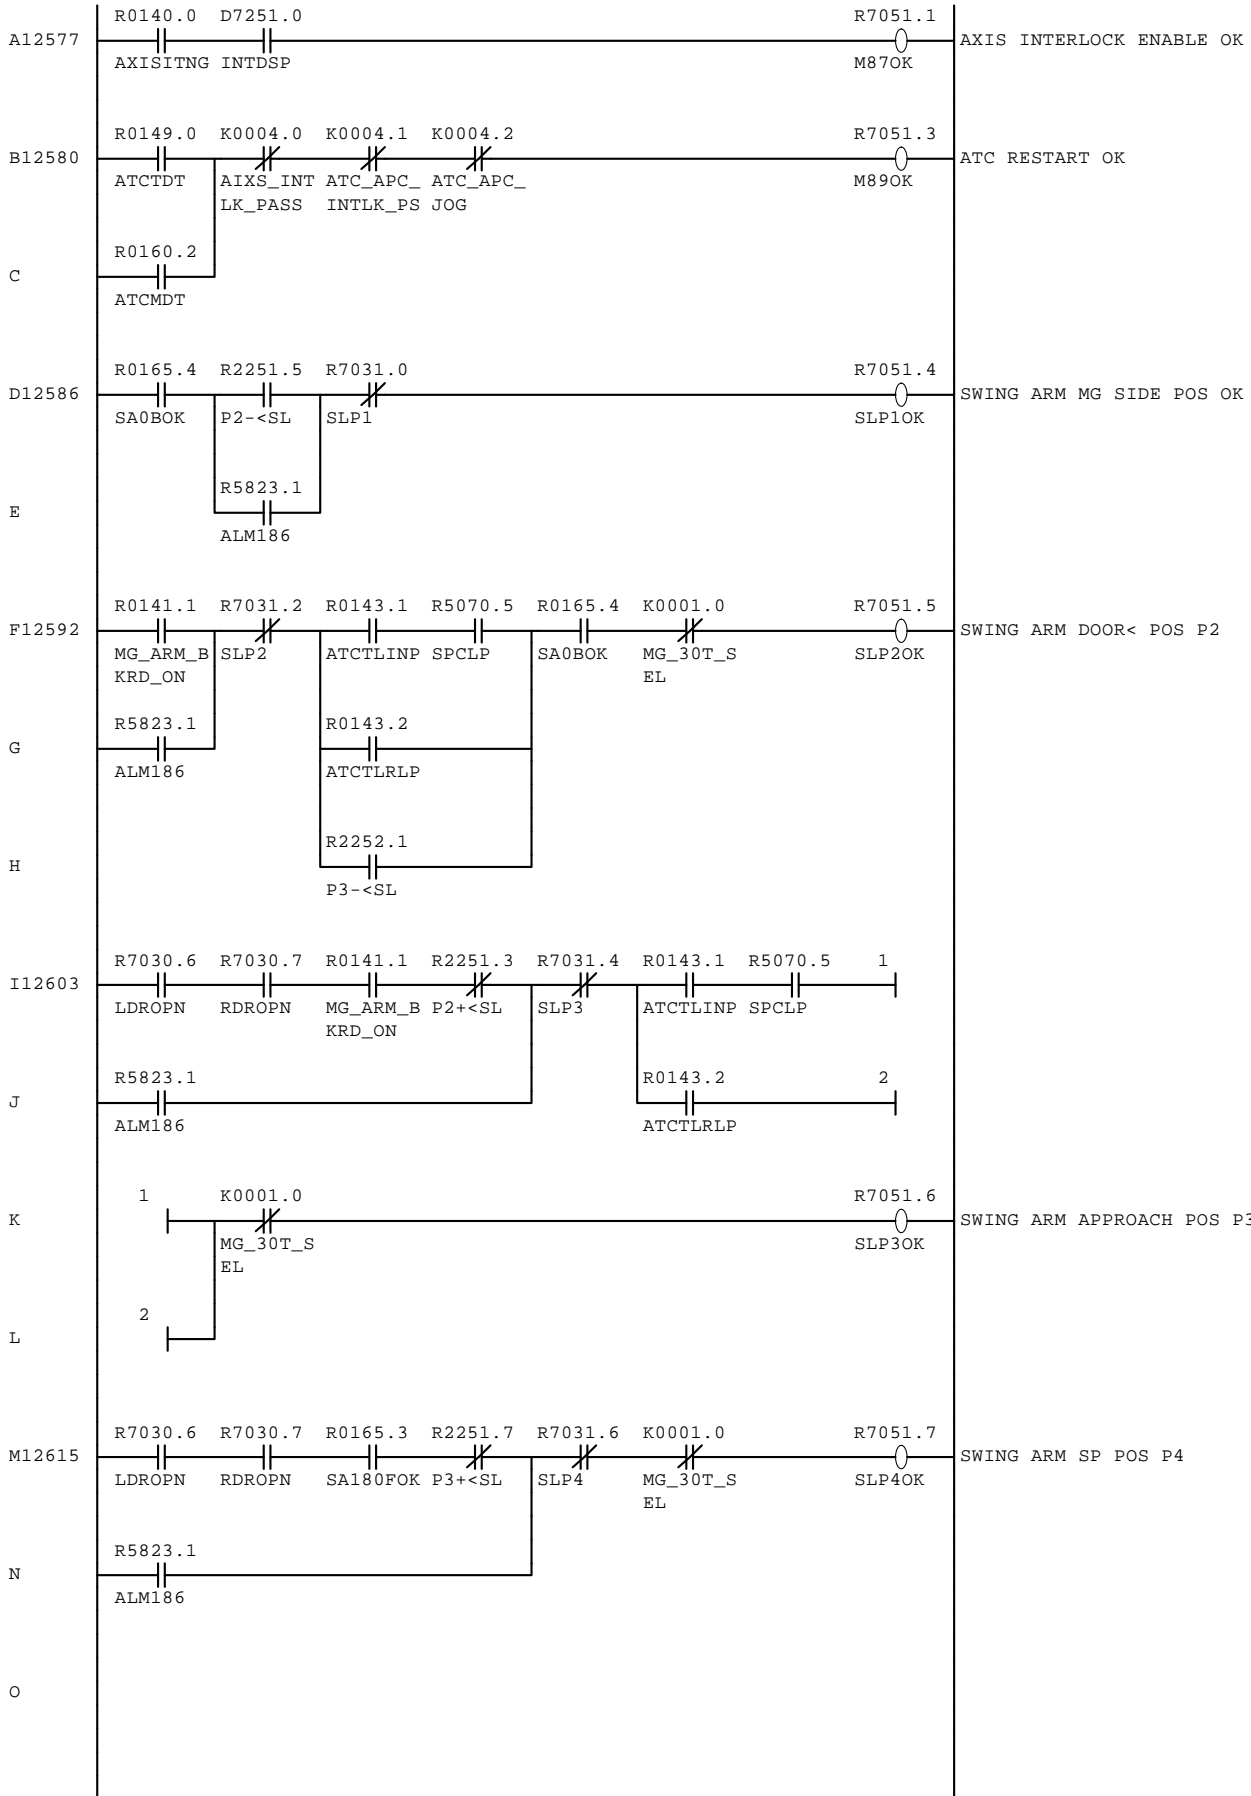 R0140.0 D7251.0 R7051.1
A12577 AXIS INTERLOCK ENABLE OK
AXISITNG INTDSP M87OK
R0149.0 K0004.0 K0004.1 K0004.2 R7051.3
B12580 ATC RESTART OK
ATCTDT AIXS_INT ATC_APC_ ATC_APC_ M89OK
LK_PASS INTLK_PS JOG
R0160.2
C
ATCMDT
R0165.4 R2251.5 R7031.0 R7051.4
D12586 SWING ARM MG SIDE POS OK
SA0BOK P2-<SL SLP1 SLP1OK
R5823.1
E
ALM186
R0141.1 R7031.2 R0143.1 R5070.5 R0165.4 K0001.0 R7051.5
F12592 SWING ARM DOOR< POS P2
MG_ARM_B SLP2 ATCTLINP SPCLP SA0BOK MG_30T_S SLP2OK
KRD_ON EL
R5823.1 R0143.2
G
ALM186 ATCTLRLP
R2252.1
H
P3-<SL
R7030.6 R7030.7 R0141.1 R2251.3 R7031.4 R0143.1 R5070.5 1
I12603
LDROPN RDROPN MG_ARM_B P2+<SL SLP3 ATCTLINP SPCLP
KRD_ON
R5823.1 R0143.2 2
J
ALM186 ATCTLRLP
1 K0001.0 R7051.6
K SWING ARM APPROACH POS P3
MG_30T_S SLP3OK
EL
2
L
R7030.6 R7030.7 R0165.3 R2251.7 R7031.6 K0001.0 R7051.7
M12615 SWING ARM SP POS P4
LDROPN RDROPN SA180FOK P3+<SL SLP4 MG_30T_S SLP4OK
EL
R5823.1
N
ALM186
O